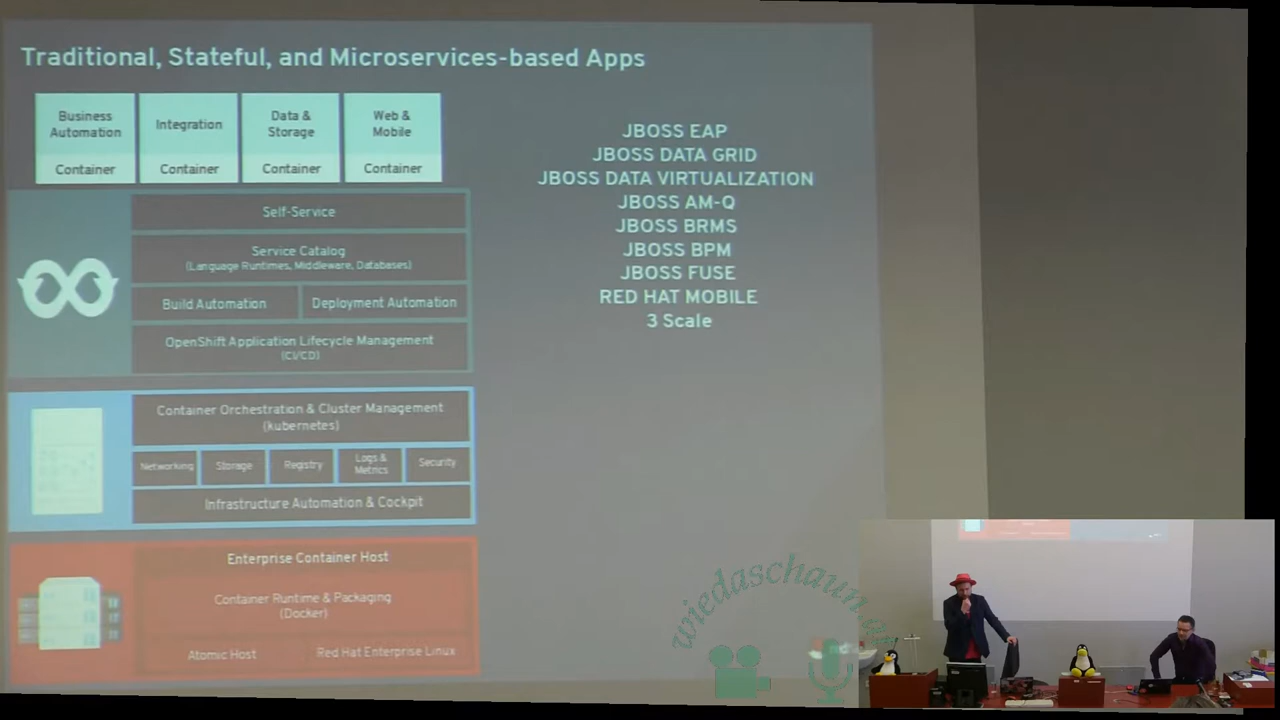 Traditional, Stateful, and Microservices-based Apps
Business
Automation
Container
Integration
Container
Data &
Storage
Container
Web &
Mobile
Container
Self-Service
Service Catalog
(Language Runtimes, Middleware, Databases)
Build Automation
Deployment Automation
OpenShift Application Lifecycle Management
(CI/CD)
Container Orchestration & Cluster Management
(kubernetes)
Networking
Storage
Registry
Logs &
Metrics
Security
Infrastructure Automation & Cockpit
Enterprise Container Host
Container Runtime & Packaging
(Docker)
Atomic Host
Red Hat Enterprise Linux
JBOSS EAP
JBOSS DATA GRID
JBOSS DATA VIRTUALIZATION
JBOSS AM-Q
JBOSS BRMS
JBOSS BPM
JBOSS FUSE
RED HAT MOBILE
3 Scale
wiedaschaun.at